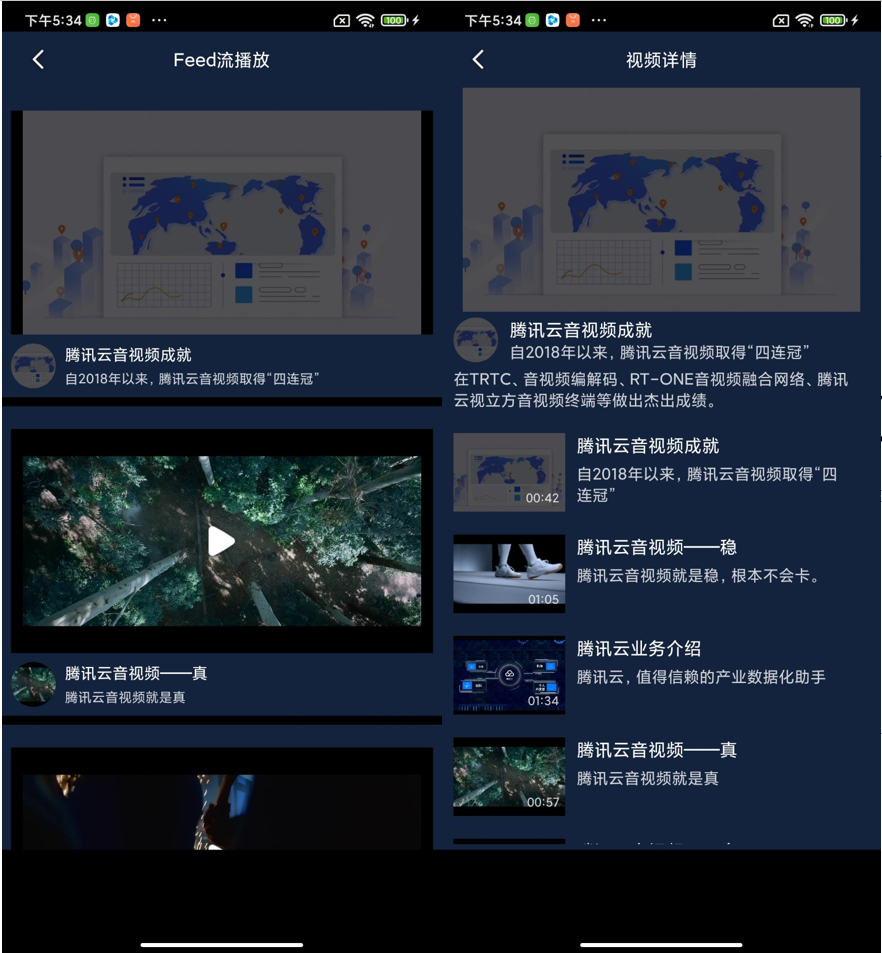 下午5:34
100
Feed流播放
腾讯云音视频成就
自2018年以来，腾讯云音视频取得“四连冠”
腾讯云音视频——真
腾讯云音视频就是真
下午5:34
100
视频详情
腾讯云音视频成就
自2018年以来，腾讯云音视频取得“四连冠”
在TRTC、音视频编解码、RT-ONE音视频融合网络、腾讯
云视立方音视频终端等做出杰出成绩。
腾讯云音视频成就
自2018年以来，腾讯云音视频取得“四
连冠”
00:42
腾讯云音视频——稳
腾讯云音视频就是稳，根本不会卡。
01:05
腾讯云业务介绍
腾讯云，值得信赖的产业数据化助手
01:34
腾讯云音视频——真
腾讯云音视频就是真
00:57